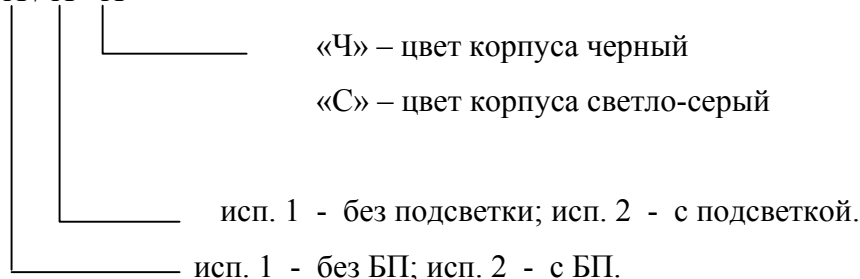 «Ч» – цвет корпуса черный
«С» – цвет корпуса светло-серый
исп. 1 - без подсветки; исп. 2 - с подсветкой.
исп. 1 - без БП; исп. 2 - с БП.